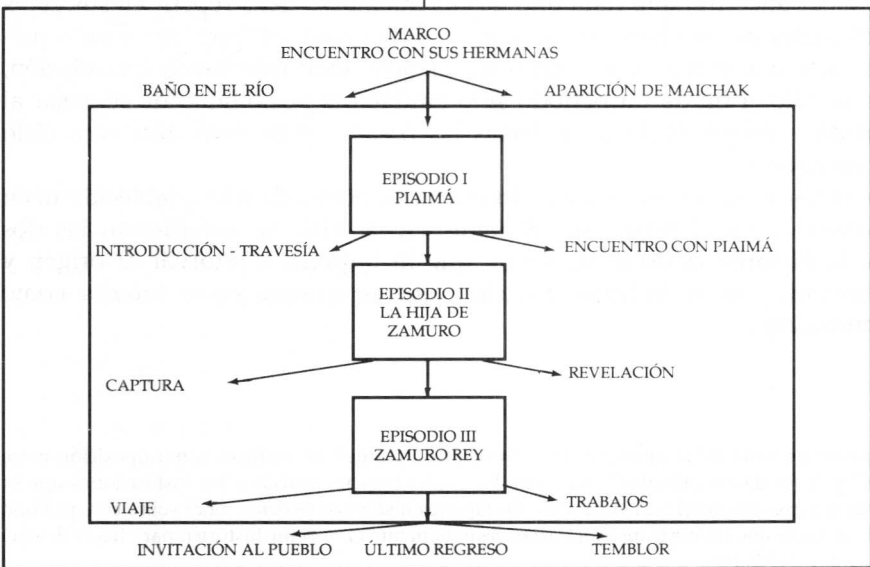 MARCO
ENCUENTRO CON SUS HERMANAS
BAÑO EN EL RÍO
APARICIÓN DE MAICHAK
EPISODIO I
PIAIMÁ
INTRODUCCIÓN - TRAVESÍA
ENCUENTRO CON PIAIMÁ
EPISODIO II
LA HIJA DE
ZAMURO
CAPTURA
REVELACIÓN
EPISODIO III
ZAMURO REY
VIAJE
TRABAJOS
INVITACIÓN AL PUEBLO
ÚLTIMO REGRESO
TEMBLOR